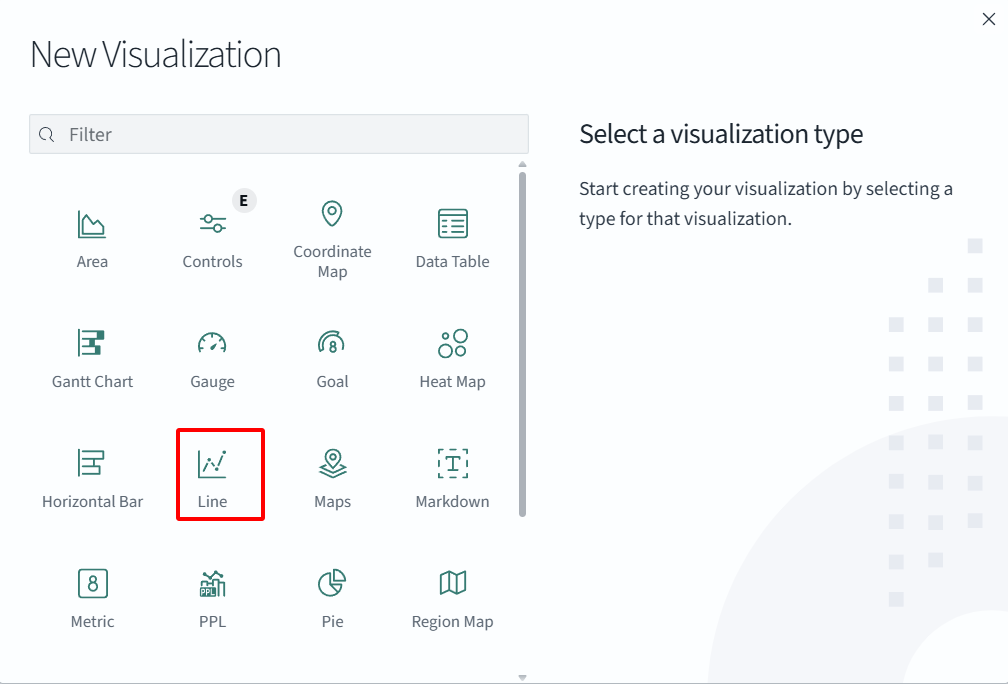 New Visualization
Filter
Select a visualization type
Start creating your visualization by selecting a
type for that visualization.
E
Area
Controls
Coordinate
Map
Data Table
Gantt Chart
Gauge
8
Goal
Heat Map
Horizontal Bar
Line
Maps
T
Markdown
8
Metric
PPL
PPL
Pie
Region Map